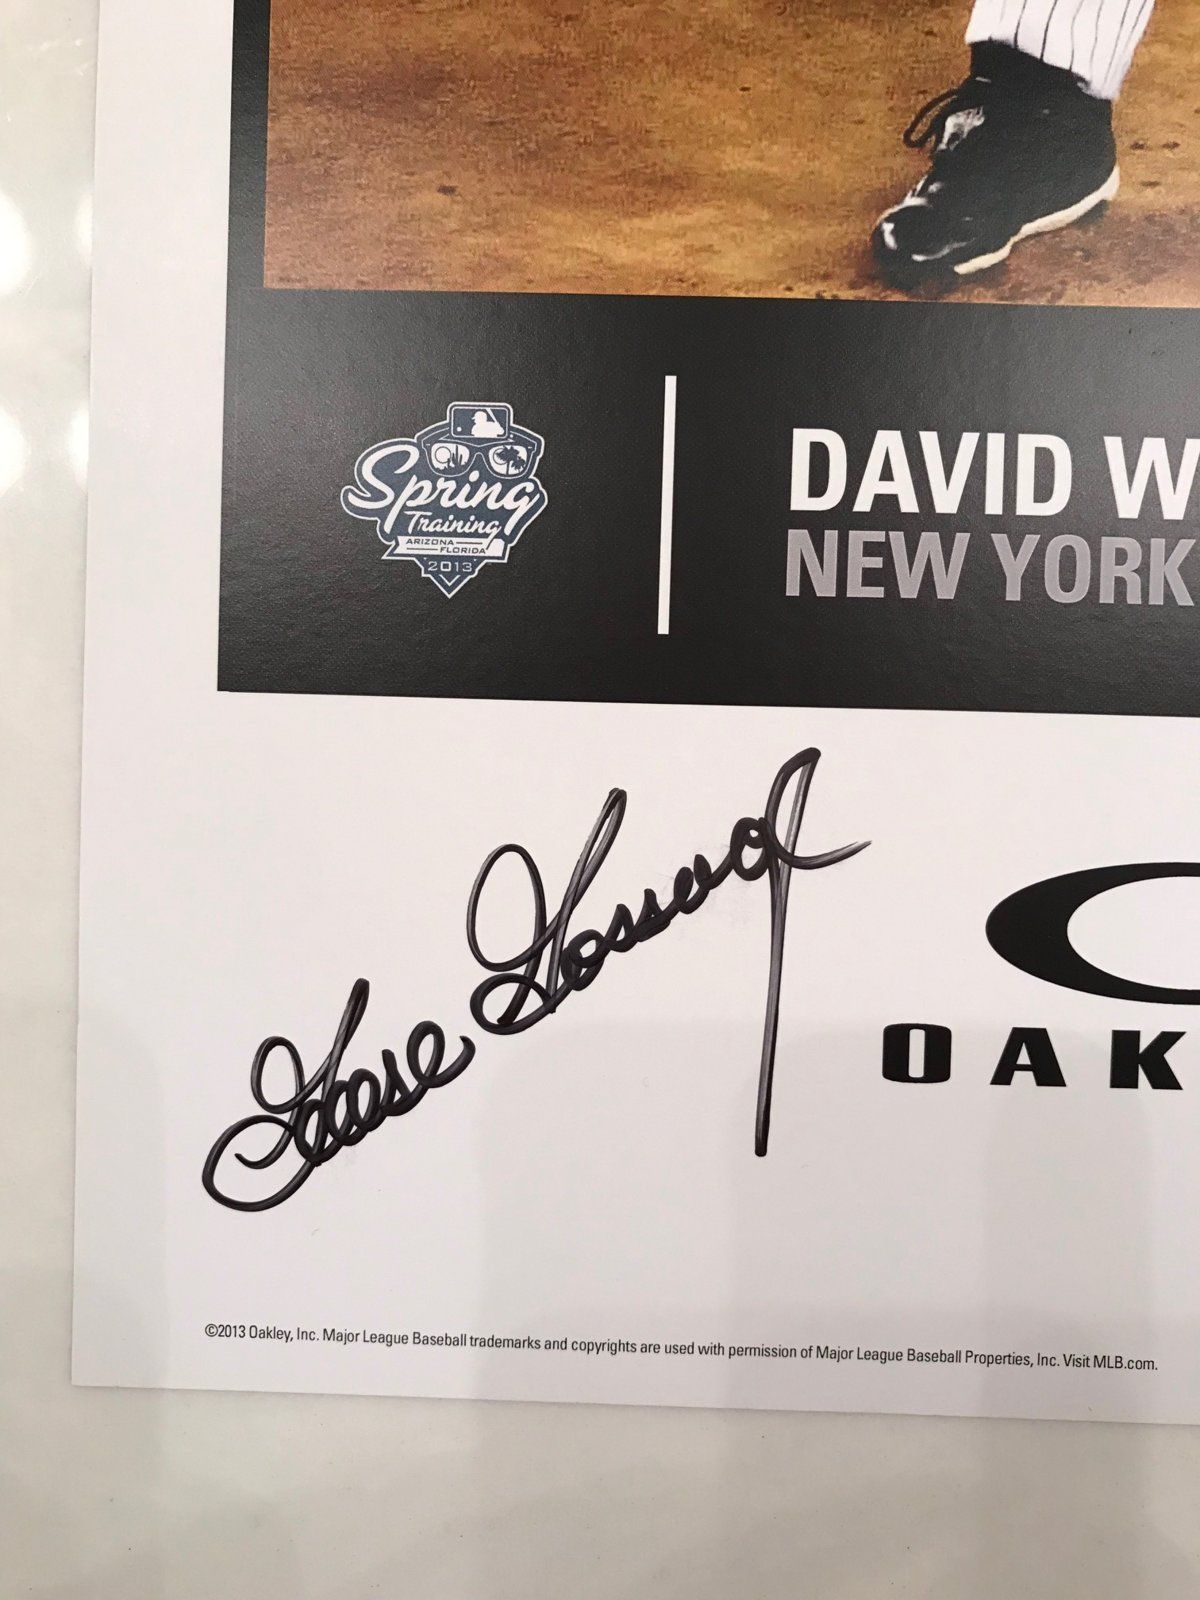 Spring
Training
ARIZONA
FLORIDA
2013
DAVID W
NEW YORK
Goose Gossage
OAK
©2013 Oakley, Inc. Major League Baseball trademarks and copyrights are used with permission of Major League Baseball Properties, Inc. Visit MLB.com.